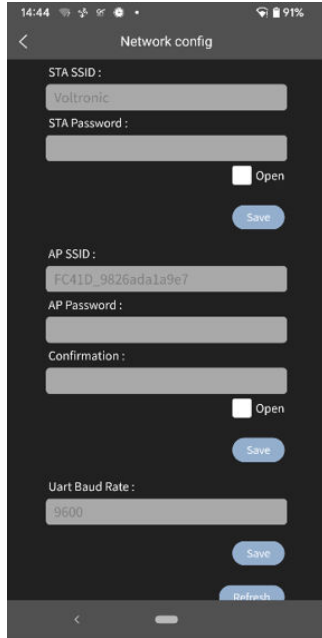 14:44 91%
Network config
STA SSID :
Voltronic
STA Password :
Open
Save
AP SSID :
FC41D_9826ada1a9e7
AP Password :
Confirmation :
Open
Save
Uart Baud Rate :
9600
Save
Refresh